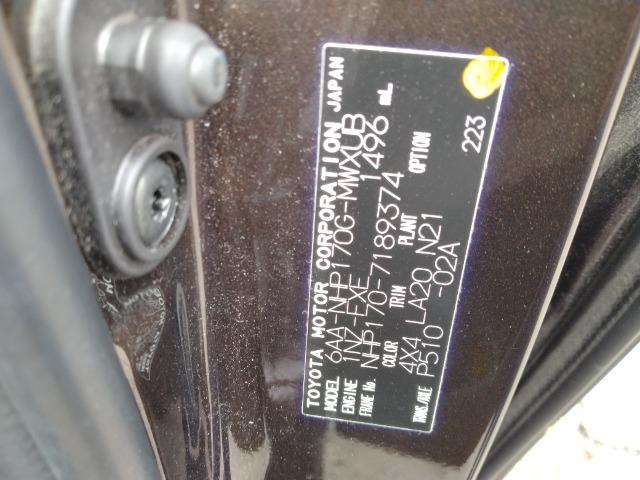 TOYOTA MOTOR CORPORATION JAPAN
MODEL 6AA-NHP170G-MWXUB
ENGINE 1NZ-EXE 1496 mL
FRAME No. NHP170-7189374
COLOR TRIM PLANT OPTION
4X4 LA20 N21
TRANS/AXLE P510 -02A 223